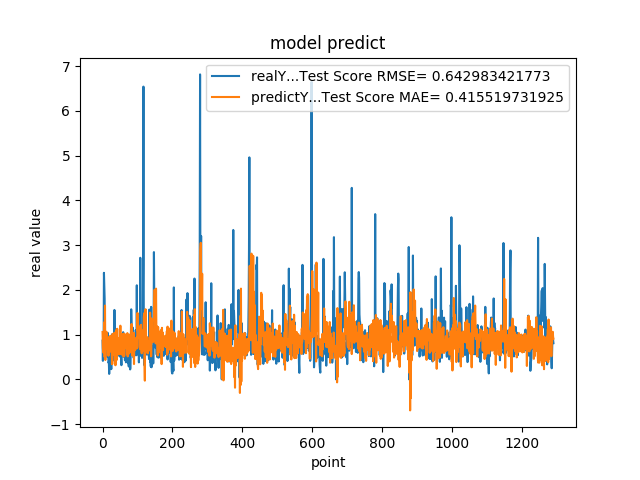 model predict
realY...Test Score RMSE= 0.642983421773
predictY...Test Score MAE= 0.415519731925
7
6
5
4
3
2
1
0
−1
real value
0 200 400 600 800 1000 1200
point